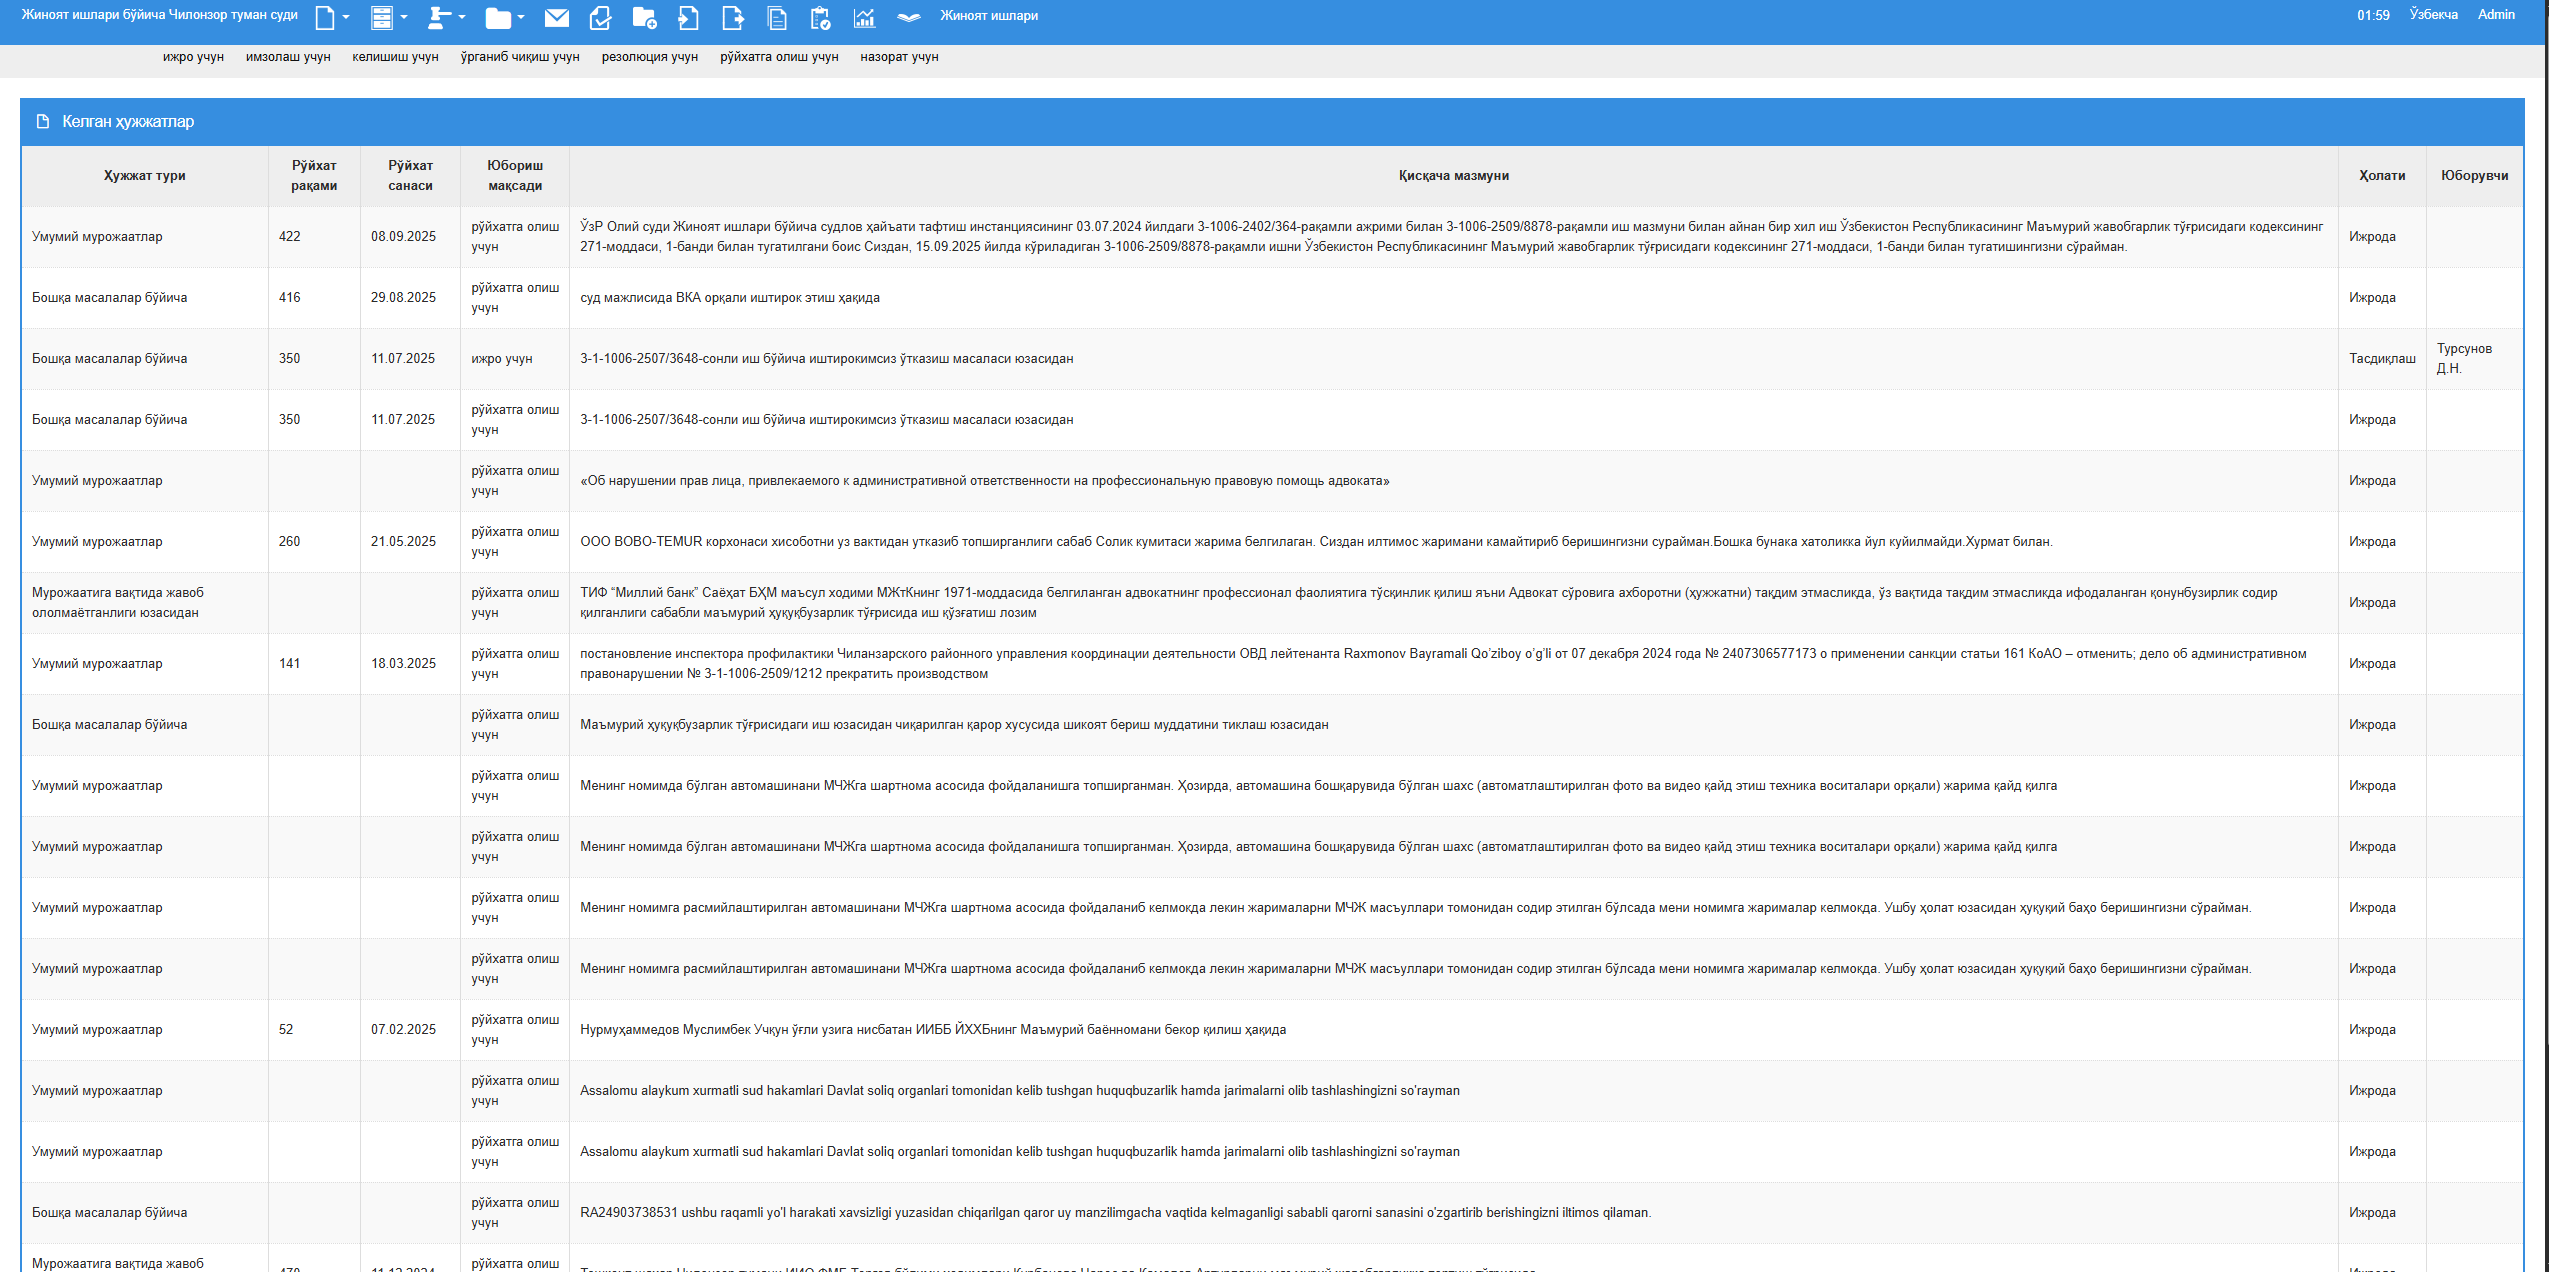 Жиноят ишлари бўйича Чилонзор туман суди Жиноят ишлари 01:59 Ўзбекча Admin
ижро учун имзолаш учун келишиш учун ўрганиб чиқиш учун резолюция учун рўйхатга олиш учун назорат учун
Келган ҳужжатлар
Ҳужжат тури
Рўйхат
рақами
Рўйхат
санаси
Юбориш
мақсади
Қисқача мазмуни
Ҳолати
Юборувчи
Умумий мурожаатлар
422
08.09.2025
рўйхатга олиш
учун
ЎзР Олий суди Жиноят ишлари бўйича судлов ҳайъати тафтиш инстанциясининг 03.07.2024 йилдаги 3-1006-2402/364-рақамли ажрими билан 3-1006-2509/8878-рақамли иш мазмуни билан айнан бир хил иш Ўзбекистон Республикасининг Маъмурий жавобгарлик тўғрисидаги кодексининг
271-моддаси, 1-банди билан тугатилгани боис Сиздан, 15.09.2025 йилда кўриладиган 3-1006-2509/8878-рақамли ишни Ўзбекистон Республикасининг Маъмурий жавобгарлик тўғрисидаги кодексининг 271-моддаси, 1-банди билан тугатишингизни сўрайман.
Ижрода
Бошқа масалалар бўйича
416
29.08.2025
рўйхатга олиш
учун
суд мажлисида ВКА орқали иштирок этиш ҳақида
Ижрода
Бошқа масалалар бўйича
350
11.07.2025
ижро учун
3-1-1006-2507/3648-сонли иш бўйича иштирокимсиз ўтказиш масаласи юзасидан
Тасдиқлаш
Турсунов
Д.Н.
Бошқа масалалар бўйича
350
11.07.2025
рўйхатга олиш
учун
3-1-1006-2507/3648-сонли иш бўйича иштирокимсиз ўтказиш масаласи юзасидан
Ижрода
Умумий мурожаатлар
рўйхатга олиш
учун
«Об нарушении прав лица, привлекаемого к административной ответственности на профессиональную правовую помощь адвоката»
Ижрода
Умумий мурожаатлар
260
21.05.2025
рўйхатга олиш
учун
ООО BOBO-TEMUR корхонаси хисоботни уз вактидан утказиб топширганлиги сабаб Солик кумитаси жарима белгилаган. Сиздан илтимос жаримани камайтириб беришингизни сурайман.Бошка бунака хатоликка йул куйилмайди.Хурмат билан.
Ижрода
Мурожаатига вақтида жавоб
ололмаётганлиги юзасидан
рўйхатга олиш
учун
ТИФ “Миллий банк” Саёҳат БҲМ маъсул ходими МЖтКнинг 1971-моддасида белгиланган адвокатнинг профессионал фаолиятига тўсқинлик қилиш яъни Адвокат сўровига ахборотни (ҳужжатни) тақдим этмасликда, ўз вақтида тақдим этмасликда ифодаланган қонунбузирлик содир
қилганлиги сабабли маъмурий ҳуқуқбузарлик тўғрисида иш қўзғатиш лозим
Ижрода
Умумий мурожаатлар
141
18.03.2025
рўйхатга олиш
учун
постановление инспектора профилактики Чиланзарского районного управления координации деятельности ОВД лейтенанта Raxmonov Bayramali Qo’ziboy o’g’li от 07 декабря 2024 года № 2407306577173 о применении санкции статьи 161 КоАО – отменить; дело об административном
правонарушении № 3-1-1006-2509/1212 прекратить производством
Ижрода
Бошқа масалалар бўйича
рўйхатга олиш
учун
Маъмурий ҳуқуқбузарлик тўғрисидаги иш юзасидан чиқарилган қарор хусусида шикоят бериш муддатини тиклаш юзасидан
Ижрода
Умумий мурожаатлар
рўйхатга олиш
учун
Менинг номимда бўлган автомашинани МЧЖга шартнома асосида фойдаланишга топширганман. Ҳозирда, автомашина бошқарувида бўлган шахс (автоматлаштирилган фото ва видео қайд этиш техника воситалари орқали) жарима қайд қилга
Ижрода
Умумий мурожаатлар
рўйхатга олиш
учун
Менинг номимда бўлган автомашинани МЧЖга шартнома асосида фойдаланишга топширганман. Ҳозирда, автомашина бошқарувида бўлган шахс (автоматлаштирилган фото ва видео қайд этиш техника воситалари орқали) жарима қайд қилга
Ижрода
Умумий мурожаатлар
рўйхатга олиш
учун
Менинг номимга расмийлаштирилган автомашинани МЧЖга шартнома асосида фойдаланиб келмокда лекин жарималарни МЧЖ масъуллари томонидан содир этилган бўлсада мени номимга жарималар келмокда. Ушбу ҳолат юзасидан ҳуқуқий баҳо беришингизни сўрайман.
Ижрода
Умумий мурожаатлар
рўйхатга олиш
учун
Менинг номимга расмийлаштирилган автомашинани МЧЖга шартнома асосида фойдаланиб келмокда лекин жарималарни МЧЖ масъуллари томонидан содир этилган бўлсада мени номимга жарималар келмокда. Ушбу ҳолат юзасидан ҳуқуқий баҳо беришингизни сўрайман.
Ижрода
Умумий мурожаатлар
52
07.02.2025
рўйхатга олиш
учун
Нурмуҳаммедов Муслимбек Учқун ўғли узига нисбатан ИИББ ЙХХБнинг Маъмурий баённомани бекор қилиш ҳақида
Ижрода
Умумий мурожаатлар
рўйхатга олиш
учун
Assalomu alaykum xurmatli sud hakamlari Davlat soliq organlari tomonidan kelib tushgan huquqbuzarlik hamda jarimalarni olib tashlashingizni so'rayman
Ижрода
Умумий мурожаатлар
рўйхатга олиш
учун
Assalomu alaykum xurmatli sud hakamlari Davlat soliq organlari tomonidan kelib tushgan huquqbuzarlik hamda jarimalarni olib tashlashingizni so'rayman
Ижрода
Бошқа масалалар бўйича
рўйхатга олиш
учун
RA24903738531 ushbu raqamli yo'l harakati xavsizligi yuzasidan chiqarilgan qaror uy manzilimgacha vaqtida kelmaganligi sababli qarorni sanasini o'zgartirib berishingizni iltimos qilaman.
Ижрода
Мурожаатига вақтида жавоб
рўйхатга олиш